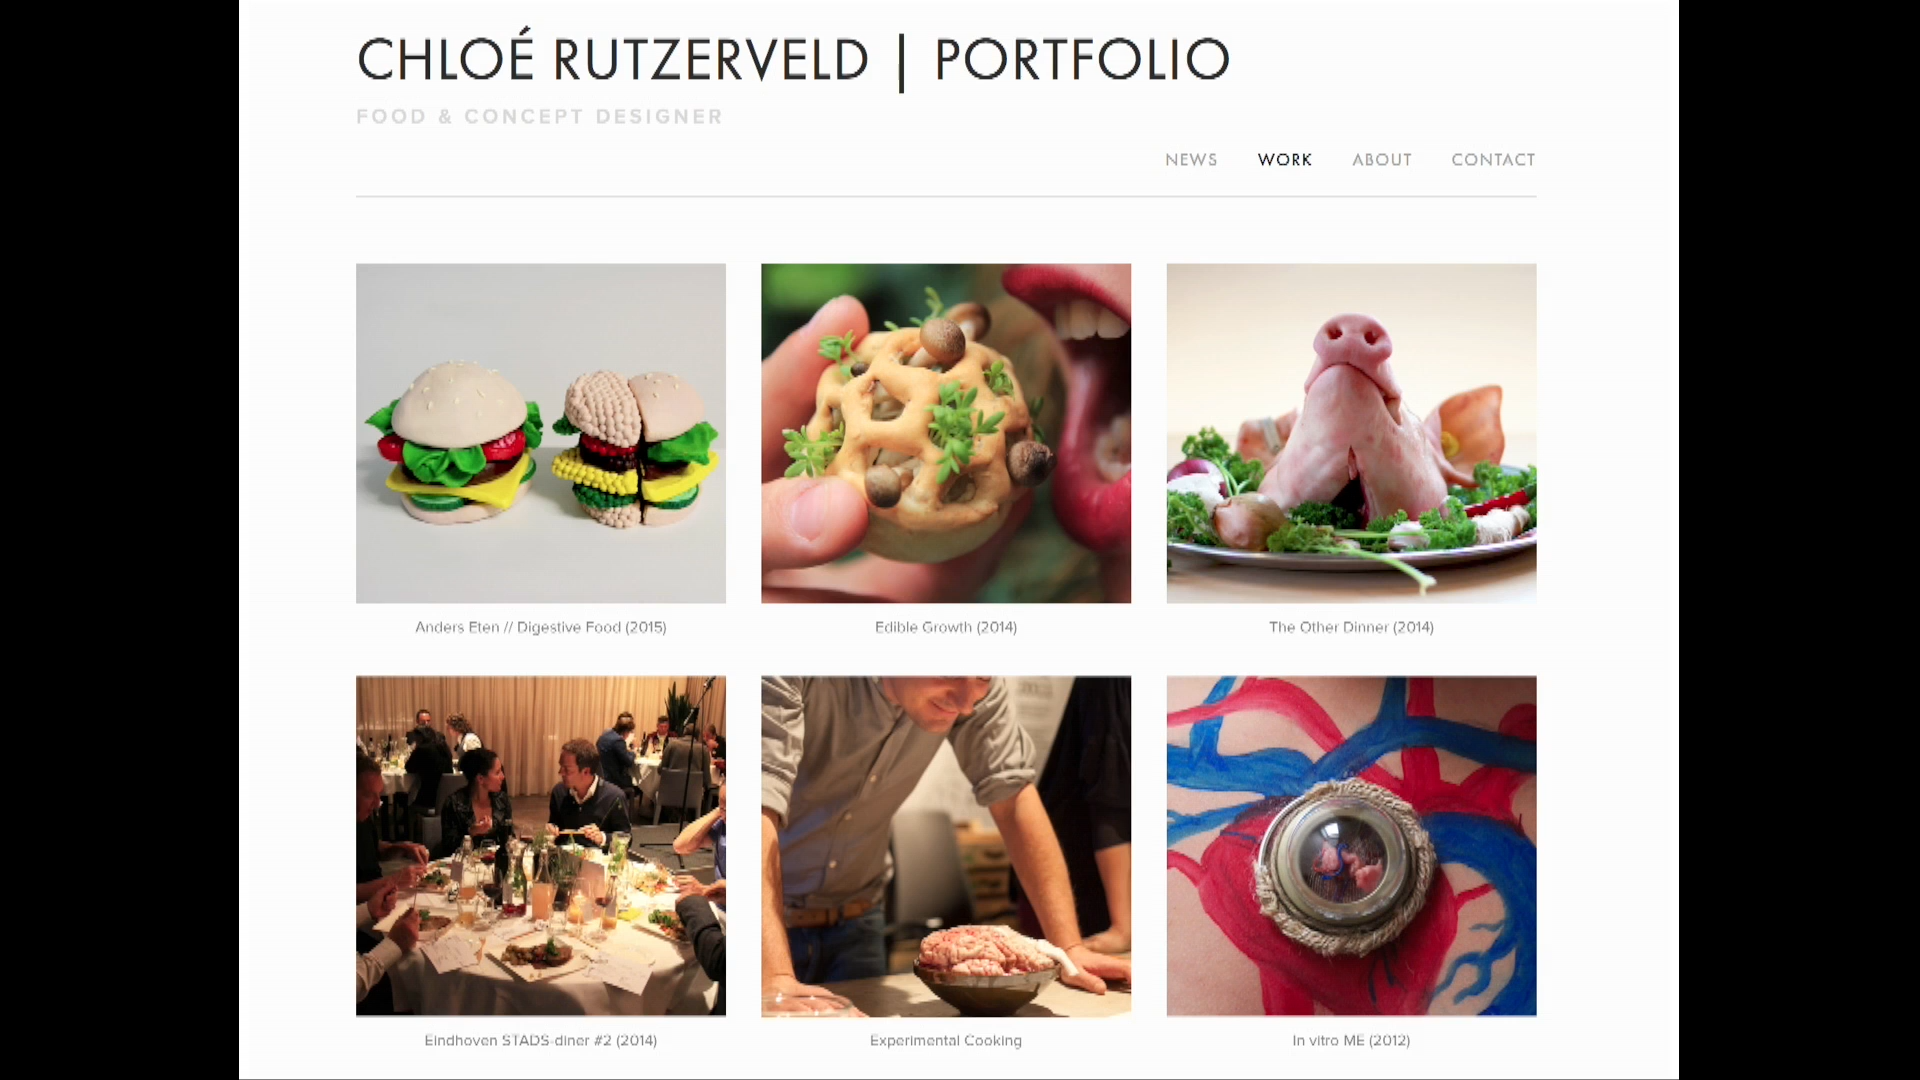 CHLOÉ RUTZERVELD | PORTFOLIO
FOOD & CONCEPT DESIGNER
NEWS WORK ABOUT CONTACT
Anders Eten // Digestive Food (2015)
Edible Growth (2014)
The Other Dinner (2014)
Eindhoven STADS-diner #2 (2014)
Experimental Cooking
In vitro ME (2012)